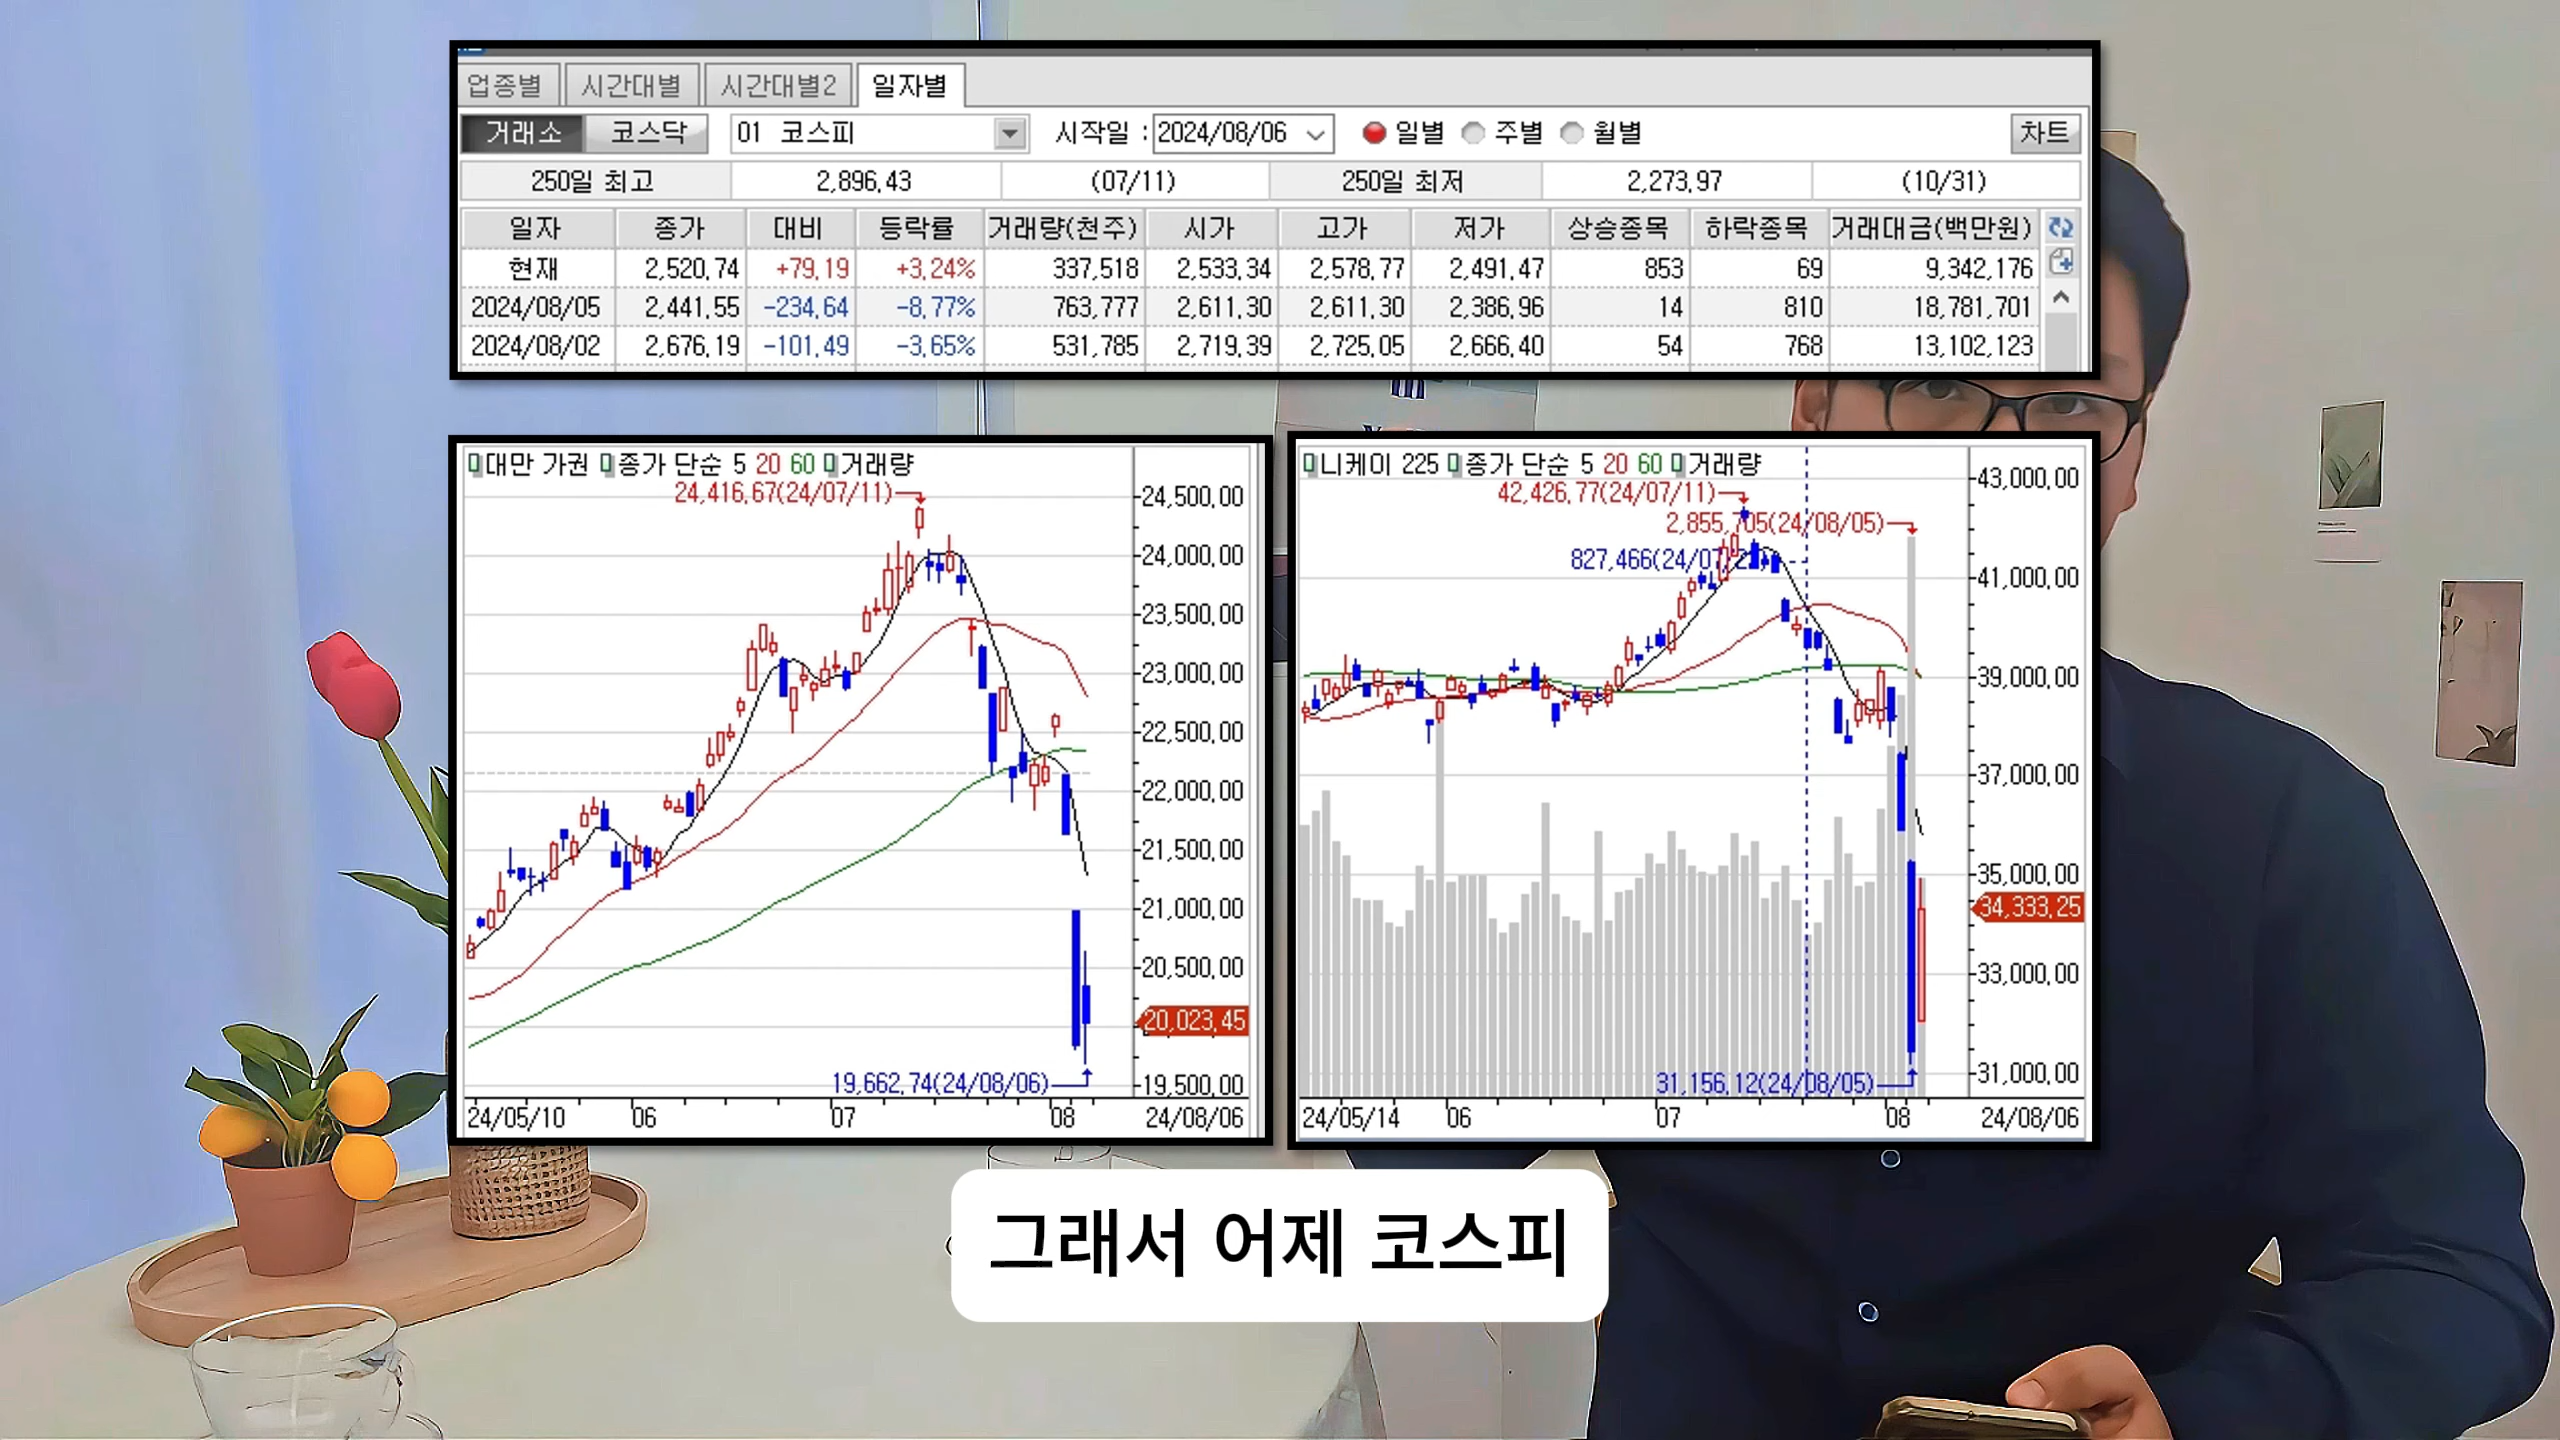 업종별 시간대별 시간대별2 일자별
거래소 코스닥 01 코스피 시작일 : 2024/08/06 일별 주별 월별 차트
250일 최고 2,896.43 (07/11) 250일 최저 2,273.97 (10/31)
일자 종가 대비 등락률 거래량(천주) 시가 고가 저가 상승종목 하락종목 거래대금(백만원)
현재 2,520.74 +79.19 +3.24% 337,518 2,533.34 2,578.77 2,491.47 853 69 9,342,176
2024/08/05 2,441.55 -234.64 -8.77% 763,777 2,611.30 2,611.30 2,386.96 14 810 18,781,701
2024/08/02 2,676.19 -101.49 -3.65% 531,785 2,719.39 2,725.05 2,666.40 54 768 13,102,123
대만 가권 종가 단순 5 20 60 거래량
24,416.67(24/07/11)
24,500.00
24,000.00
23,500.00
23,000.00
22,500.00
22,000.00
21,500.00
21,000.00
20,500.00
20,023.45
19,662.74(24/08/06)
19,500.00
24/05/10 06 07 08 24/08/06
니케이 225 종가 단순 5 20 60 거래량
43,000.00
42,426.77(24/07/11)
2,855,705(24/08/05)
827,466(24/07/2
41,000.00
39,000.00
37,000.00
35,000.00
34,333.25
33,000.00
31,156.12(24/08/05)
31,000.00
24/05/14 06 07 08 24/08/06
그래서 어제 코스피